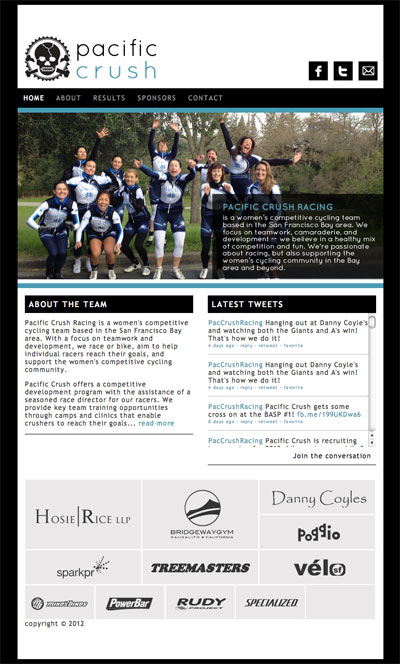 pacific
crush
HOME ABOUT RESULTS SPONSORS CONTACT
PACIFIC CRUSH RACING
is a women's competitive cycling team
based in the San Francisco Bay area. We
focus on teamwork, camaraderie, and
development -- we believe in a healthy mix
of competition and fun. We're passionate
about racing, but also supporting the
women's cycling community in the Bay
area and beyond.
ABOUT THE TEAM
Pacific Crush Racing is a women's competitive
cycling team based in the San Francisco Bay
area. With a focus on teamwork and
development, we race or bike, aim to help
individual racers reach their goals, and
support the women's competitive cycling
community.
Pacific Crush offers a competitive
development program with the assistance of a
seasoned race director for our racers. We
provide key team training opportunities
through camps and clinics that enable
crushers to reach their goals... read more
LATEST TWEETS
PacCrushRacing Hanging out at Danny Coyle's
and watching both the Giants and A's win!
That's how we do it!
4 days ago · reply · retweet · favorite
PacCrushRacing Hanging out Danny Coyle's
and watching both the Giants and A's win!
That's how we do it!
4 days ago · reply · retweet · favorite
PacCrushRacing Pacific Crush gets some
cross on at the BASP #1! fb.me/199UKDwa6
5 days ago · reply · retweet · favorite
PacCrushRacing Pacific Crush is recruiting
Join the conversation
HOSIE RICE LLP
BRIDGEWAYGYM
SAUSALITO CALIFORNIA
Danny Coyles
Poggio
sparkpr
TREEMASTERS
vélo sf
MIKE'S BIKES
PowerBar
RUDY
PROJECT
SPECIALIZED
copyright © 2012